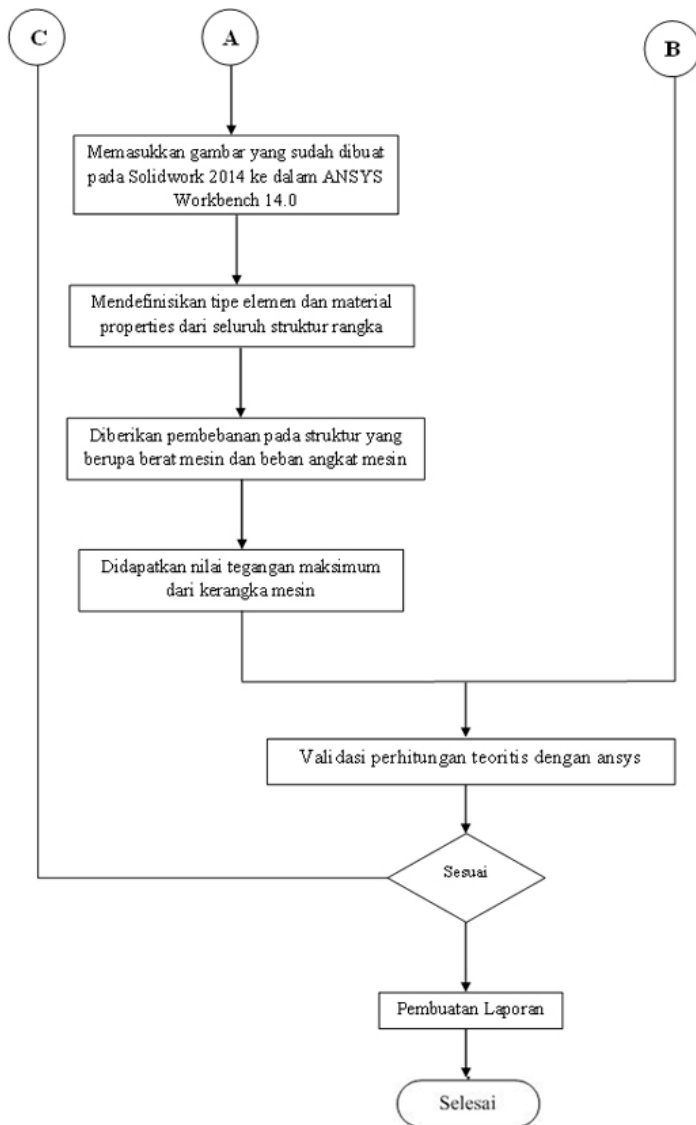 C
A
B
Memasukkan gambar yang sudah dibuat
pada Solidwork 2014 ke dalam ANSYS
Workbench 14.0
Mendefinisikan tipe elemen dan material
properties dari seluruh struktur rangka
Diberikan pembebanan pada struktur yang
berupa berat mesin dan beban angkat mesin
Didapatkan nilai tegangan maksimum
dari kerangka mesin
Validasi perhitungan teoritis dengan ansys
Sesuai
Pembuatan Laporan
Selesai